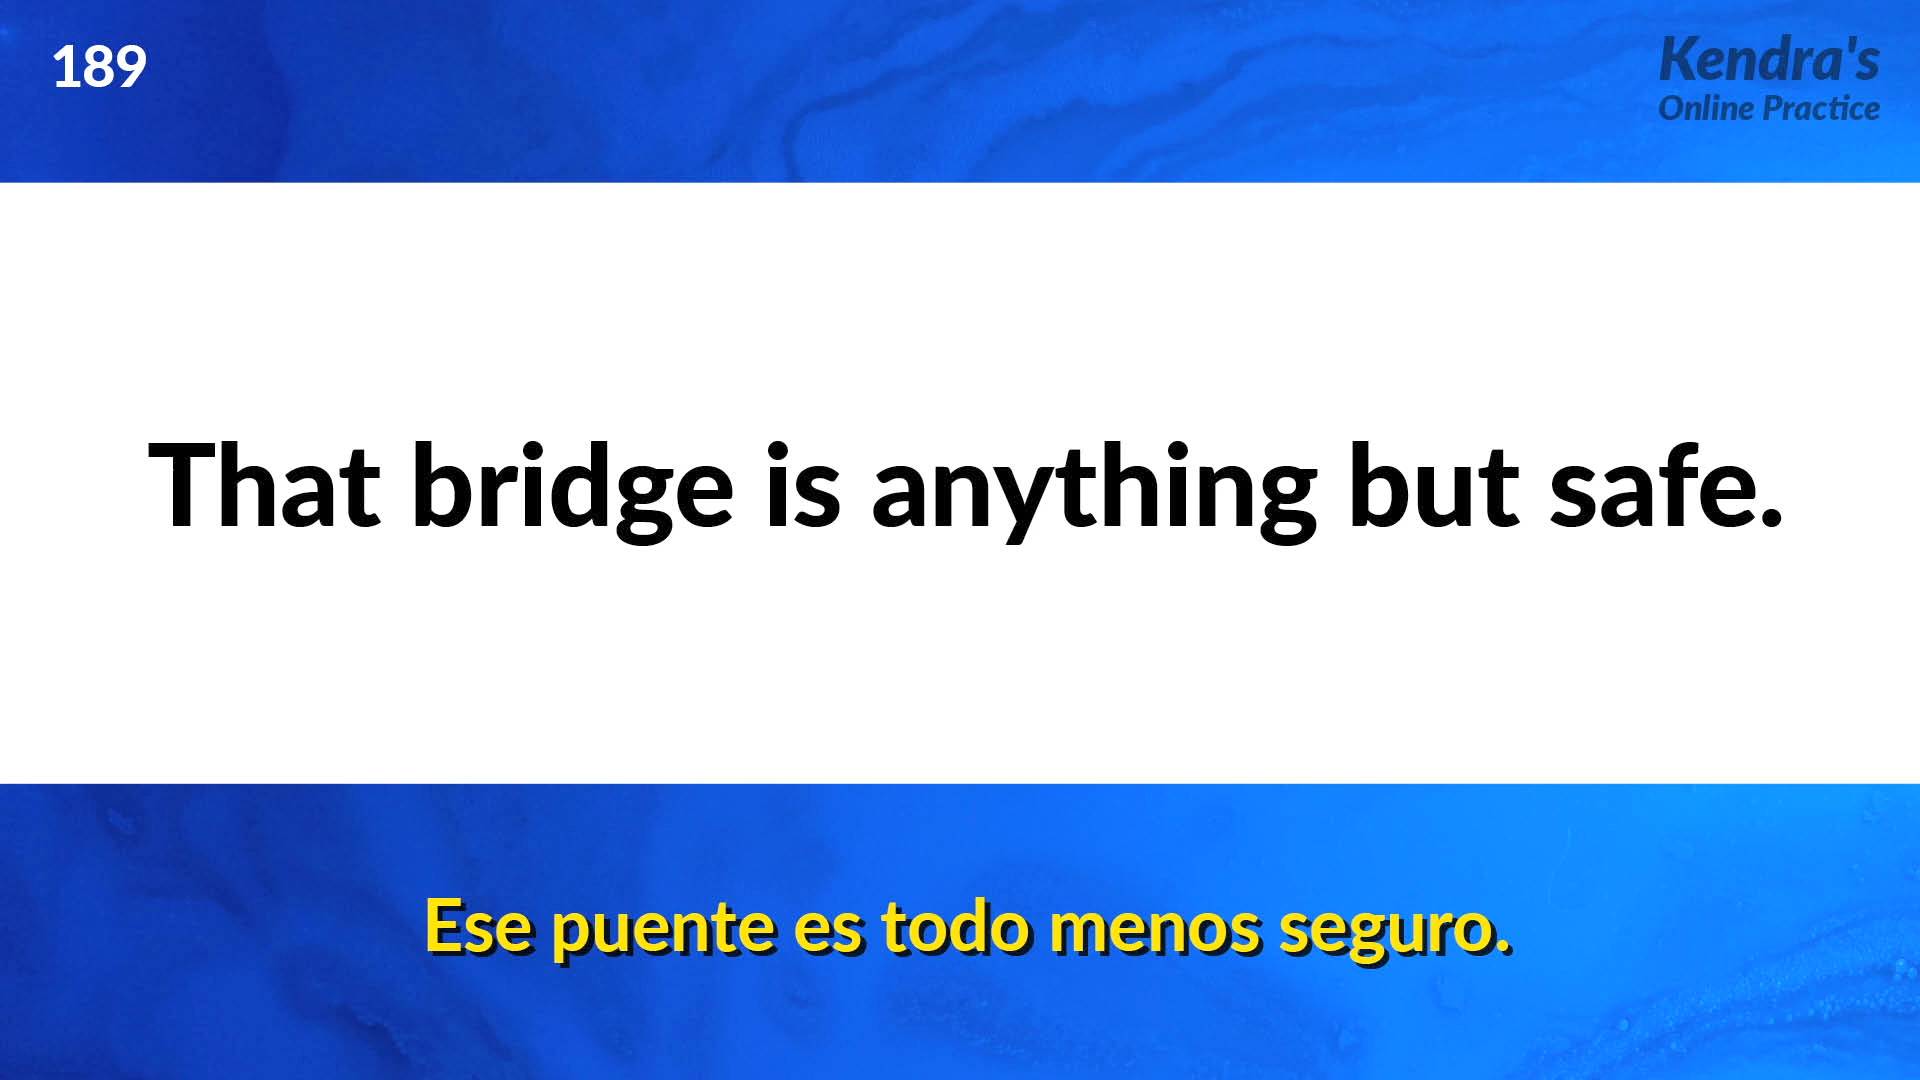 189
Kendra's
Online Practice
That bridge is anything but safe.
Ese puente es todo menos seguro.